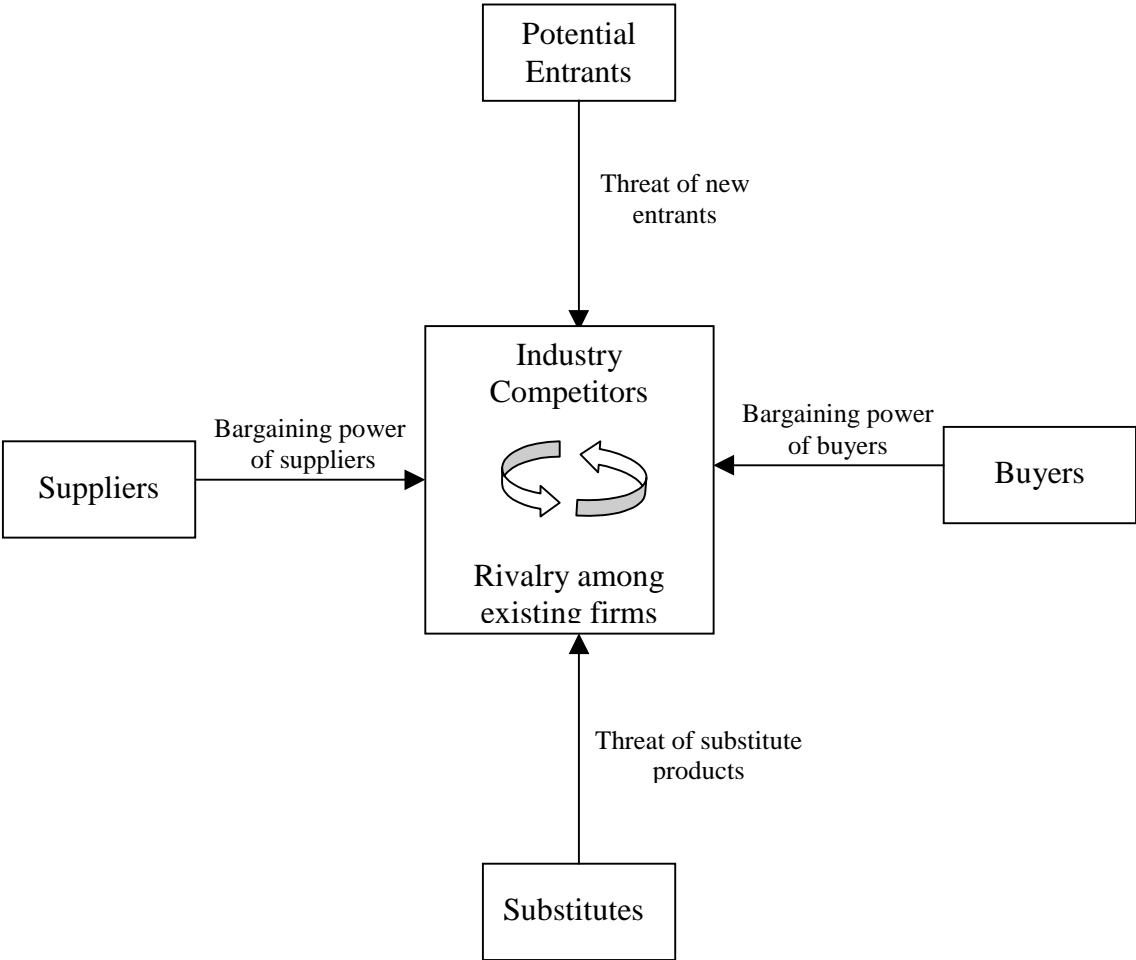 Potential
Entrants
Threat of new
entrants
Industry
Competitors
Bargaining power
of suppliers
Bargaining power
of buyers
Suppliers
Buyers
Rivalry among
existing firms
Threat of substitute
products
Substitutes